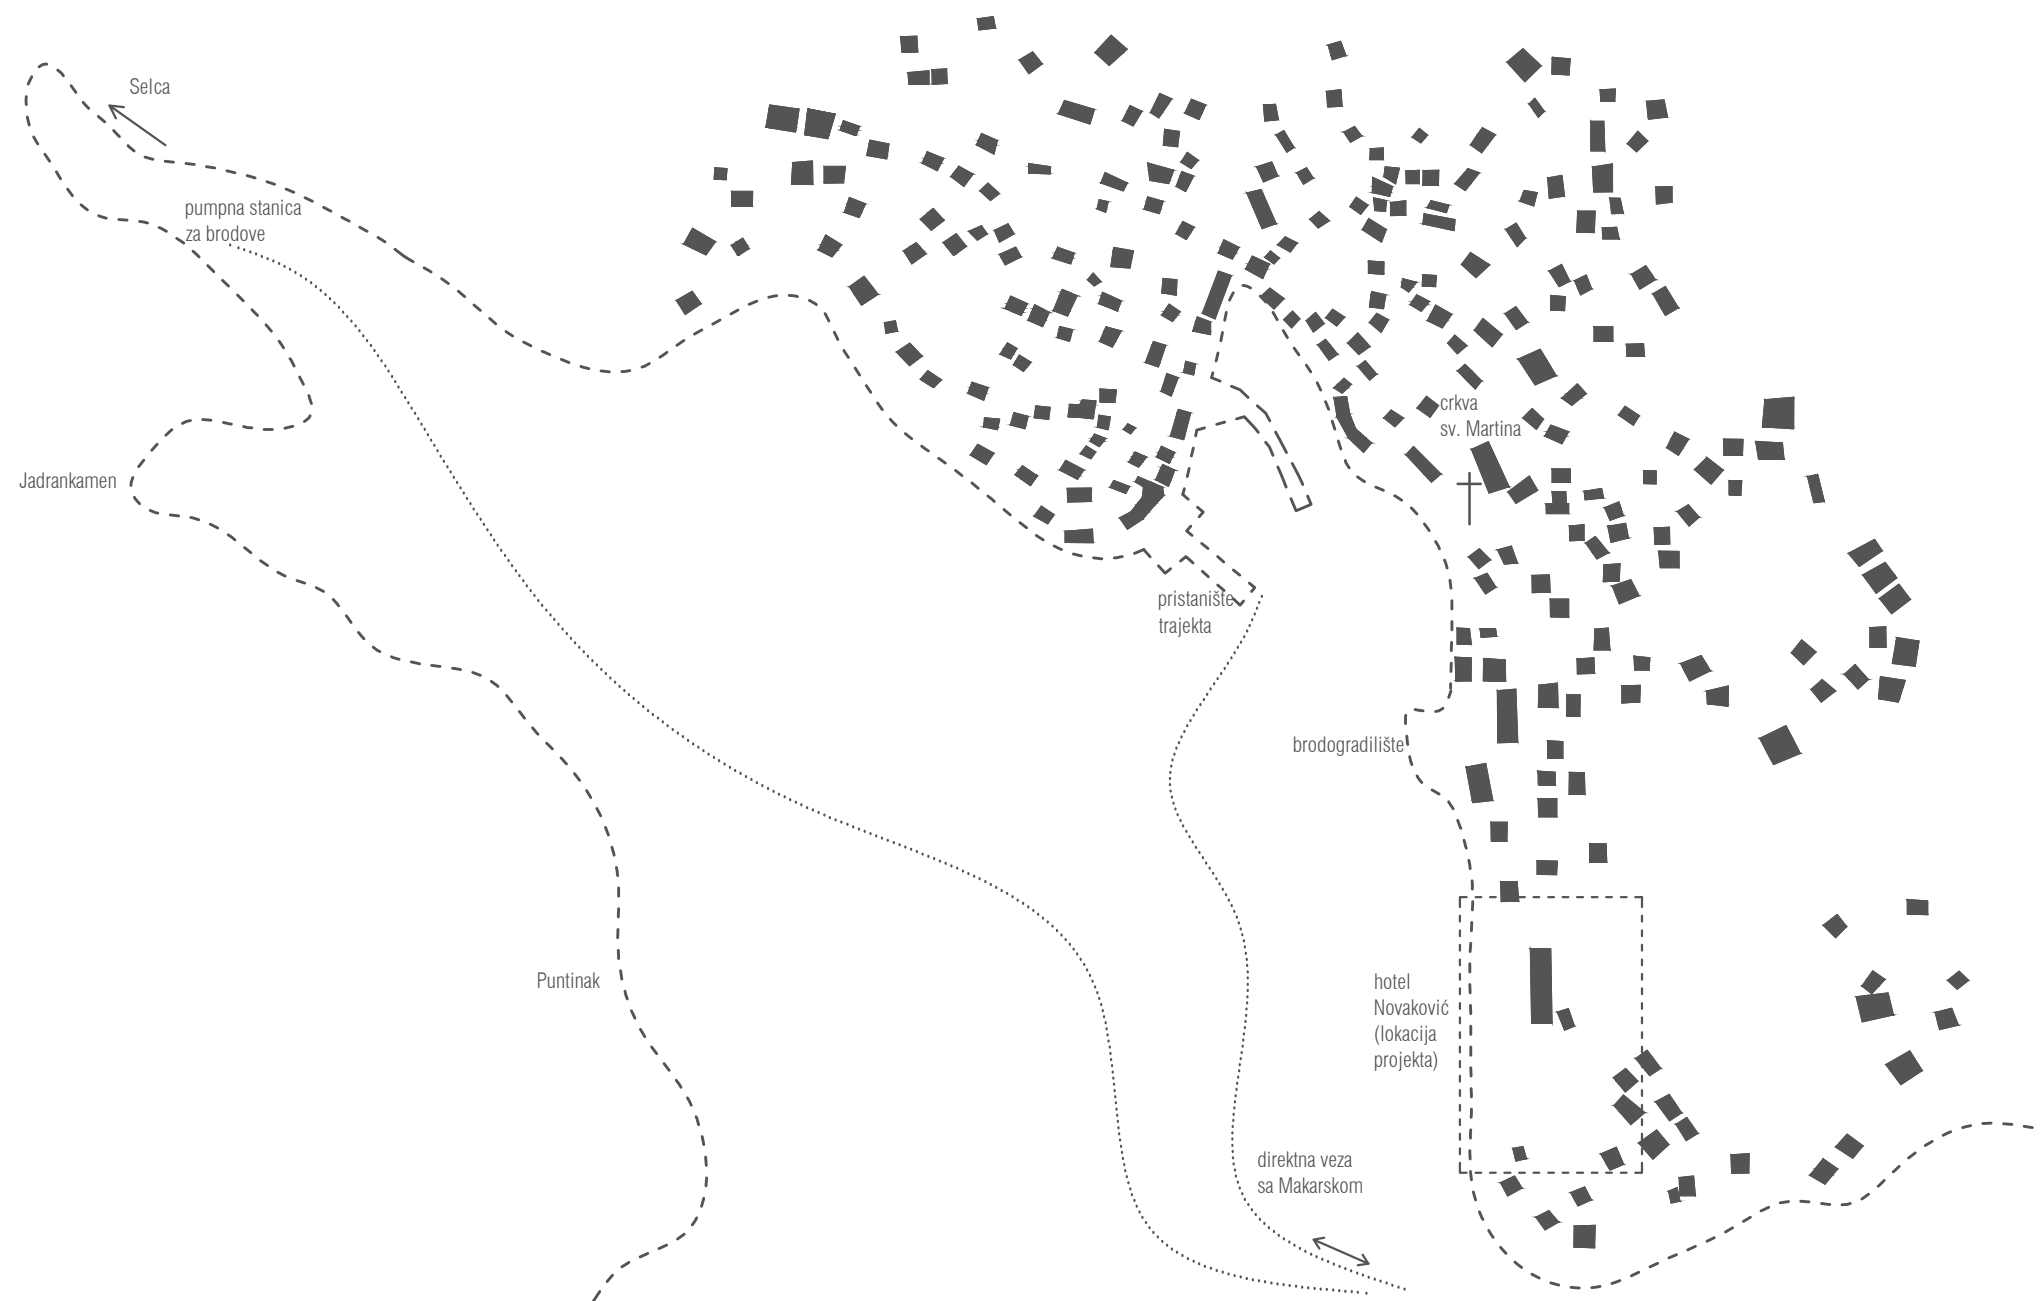 Selca
pumpna stanica
za brodove
Jadrankamen
crkva
sv. Martina
pristanište
trajekta
brodogradilište
Puntinak
hotel
Novaković
(lokacija
projekta)
direktna veza
sa Makarskom